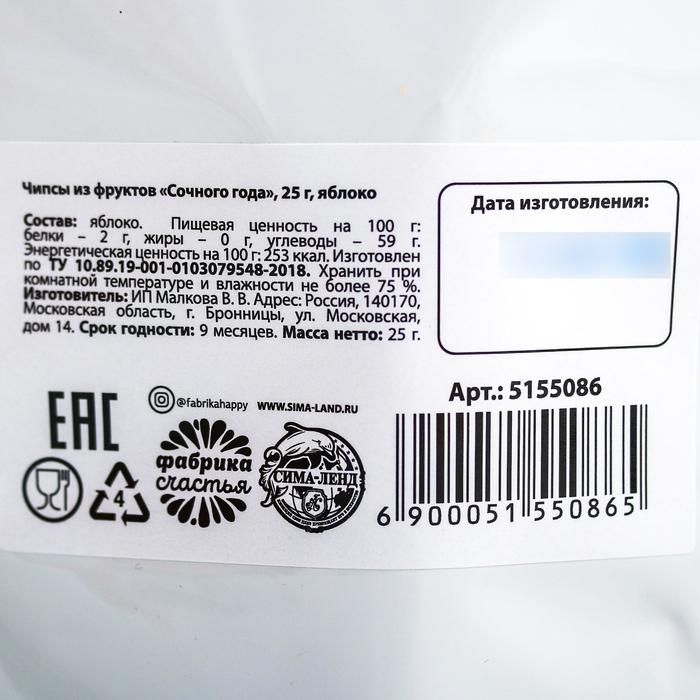 Чипсы из фруктов «Сочного года», 25 г, яблоко
Состав: яблоко. Пищевая ценность на 100 г:
белки – 2 г, жиры – 0 г, углеводы – 59 г.
Энергетическая ценность на 100 г: 253 ккал. Изготовлен
по ТУ 10.89.19-001-0103079548-2018. Хранить при
комнатной температуре и влажности не более 75 %.
Изготовитель: ИП Малкова В. В. Адрес: Россия, 140170,
Московская область, г. Бронницы, ул. Московская,
дом 14. Срок годности: 9 месяцев. Масса нетто: 25 г.
Дата изготовления:
Арт.: 5155086
EAC
@fabrikahappy WWW.SIMA-LAND.RU
4
фабрика
счастья
СИМА-ЛЕНД
6 900051 550865